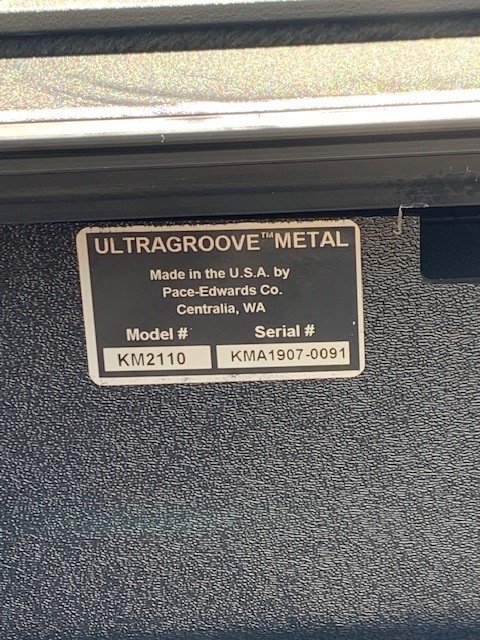 ULTRAGROOVE™METAL
Made in the U.S.A. by
Pace-Edwards Co.
Centralia, WA
Model # Serial #
KM2110 KMA1907-0091